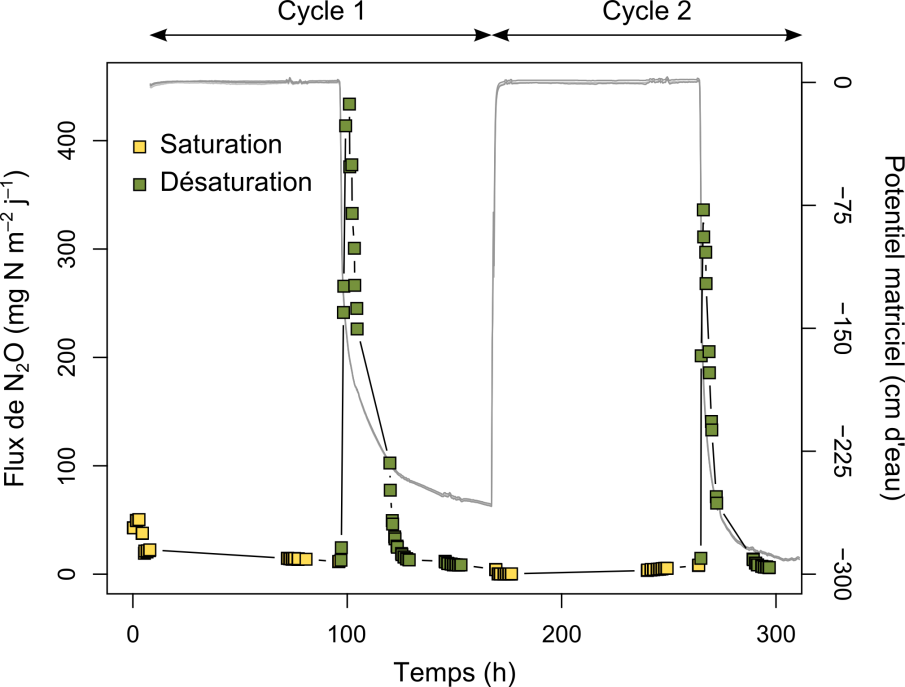 Cycle 1
Cycle 2
Saturation
Désaturation
Flux de N₂O (mg N m⁻² j⁻¹)
400
300
200
100
0
0
−75
−150
−225
−300
Potentiel matriciel (cm d'eau)
0
100
200
300
Temps (h)